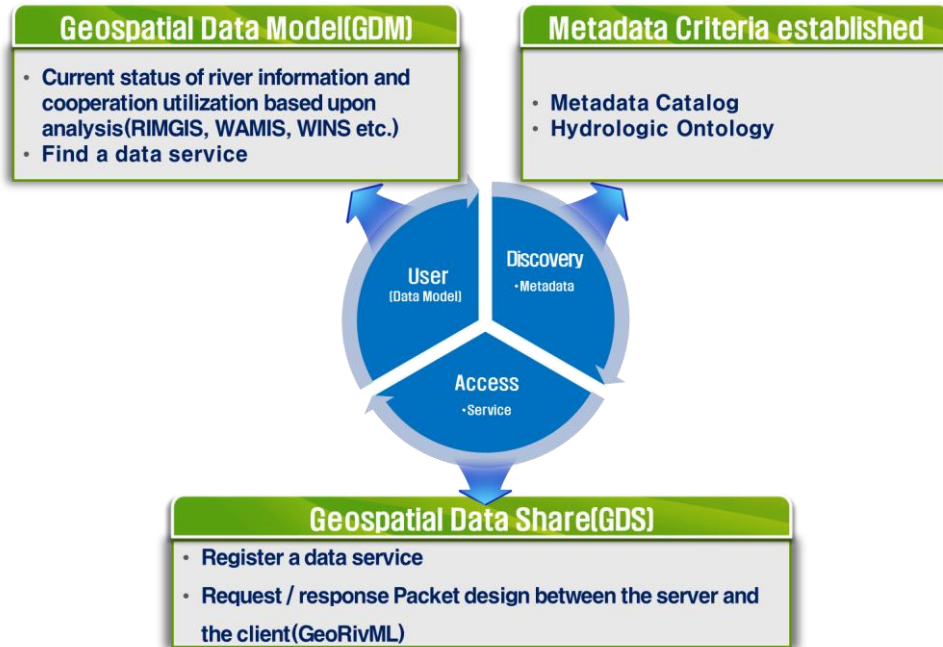 Geospatial Data Model(GDM)
• Current status of river information and
cooperation utilization based upon
analysis(RIMGIS, WAMIS, WINS etc.)
• Find a data service
Metadata Criteria established
• Metadata Catalog
• Hydrologic Ontology
User
(Data Model)
Discovery
•Metadata
Access
•Service
Geospatial Data Share(GDS)
• Register a data service
• Request / response Packet design between the server and
the client(GeoRivML)